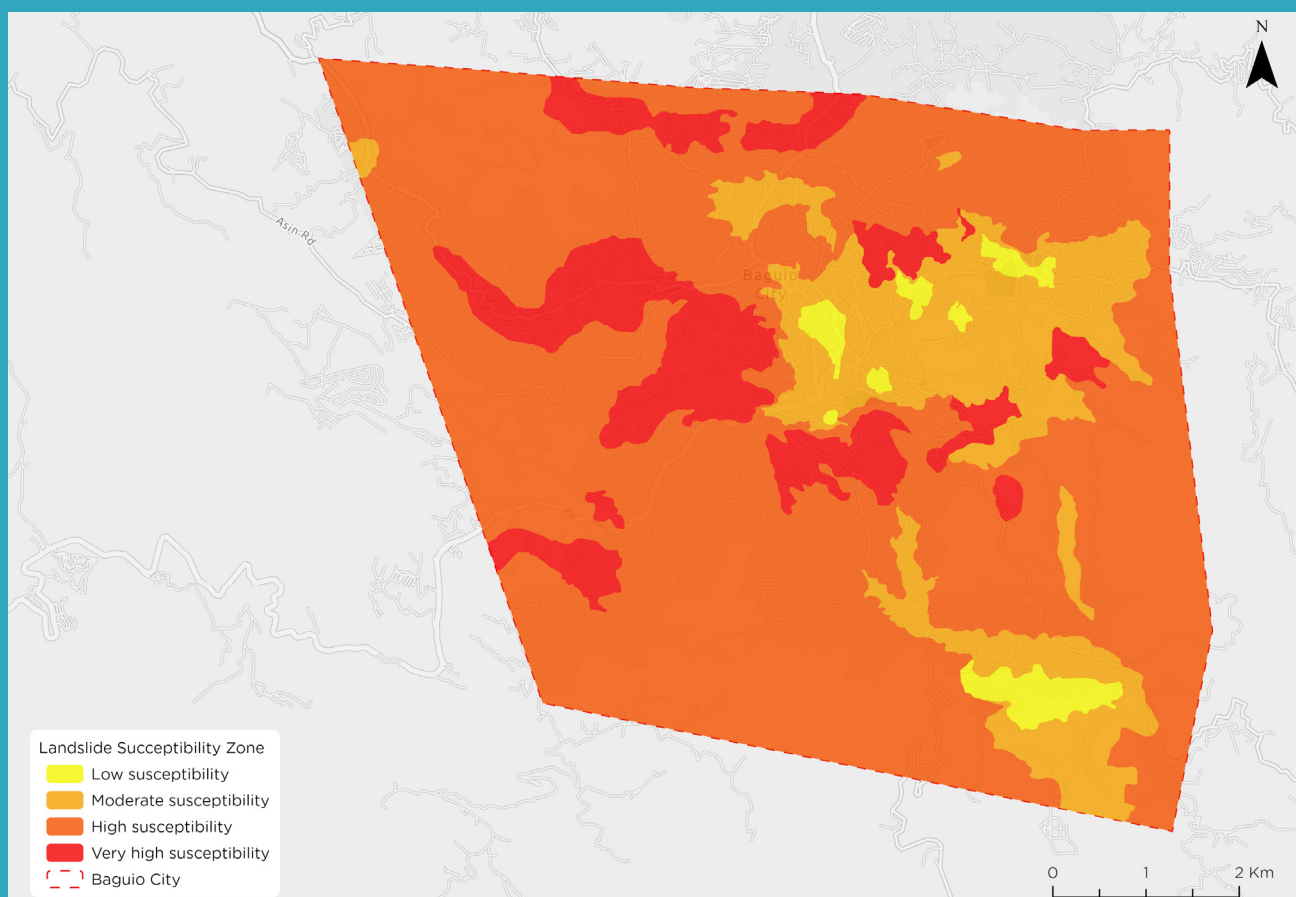 N
Asin Rd
Baguio
City
Landslide Succeptibility Zone
Low susceptibility
Moderate susceptibility
High susceptibility
Very high susceptibility
Baguio City
0 1 2 Km